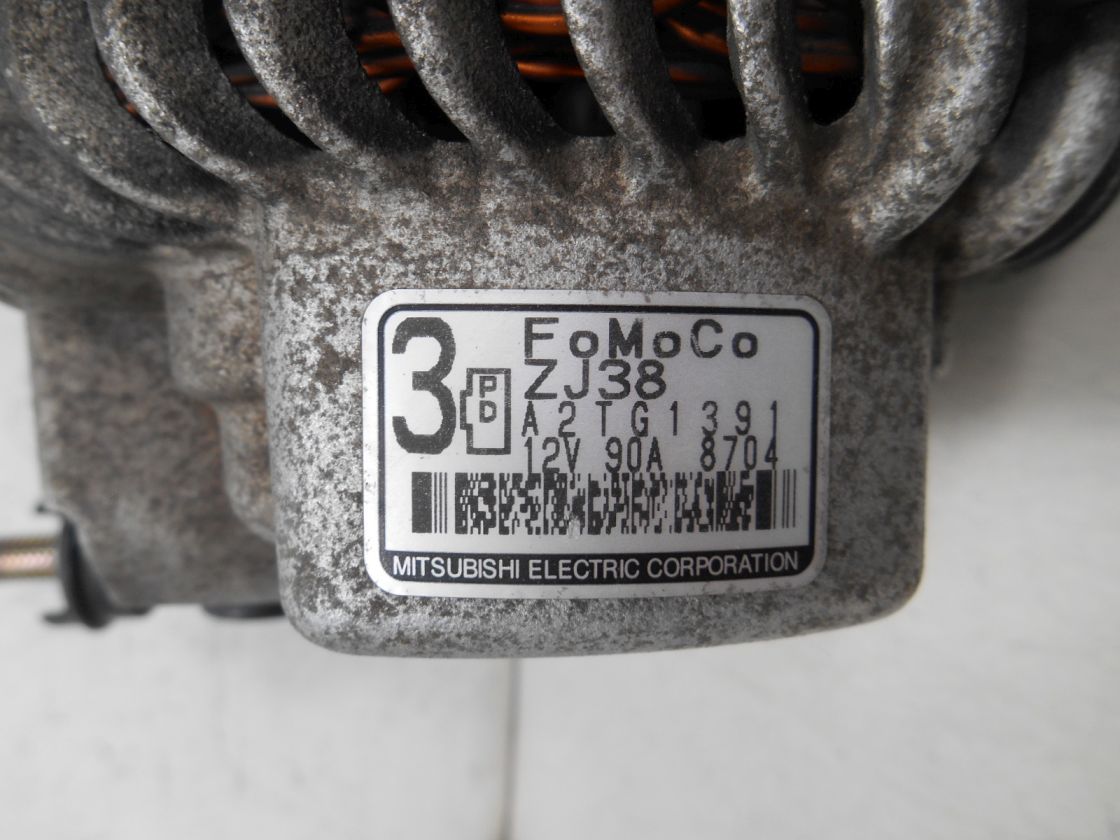 3
P
D
FoMoCo
ZJ38
A2TG1391
12V 90A 8704
MITSUBISHI ELECTRIC CORPORATION